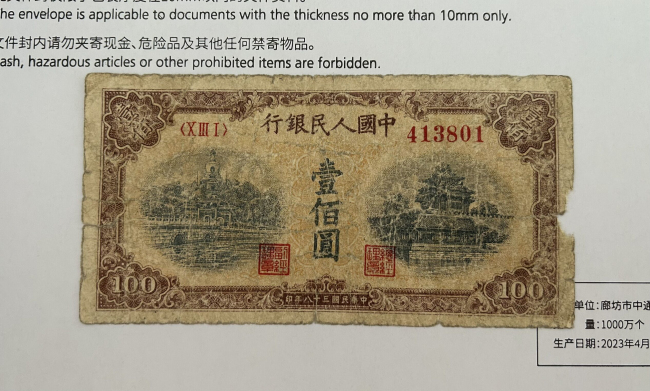 he envelope is applicable to documents with the thickness no more than 10mm only.
文件封内请勿夹寄现金、危险品及其他任何禁寄物品。
ash, hazardous articles or other prohibited items are forbidden.
行銀民人國中
〈XⅢI〉
413801
壹佰圓
100
印年八十三國民華中
100
单位：廊坊市中通
量：1000万个
生产日期：2023年4月